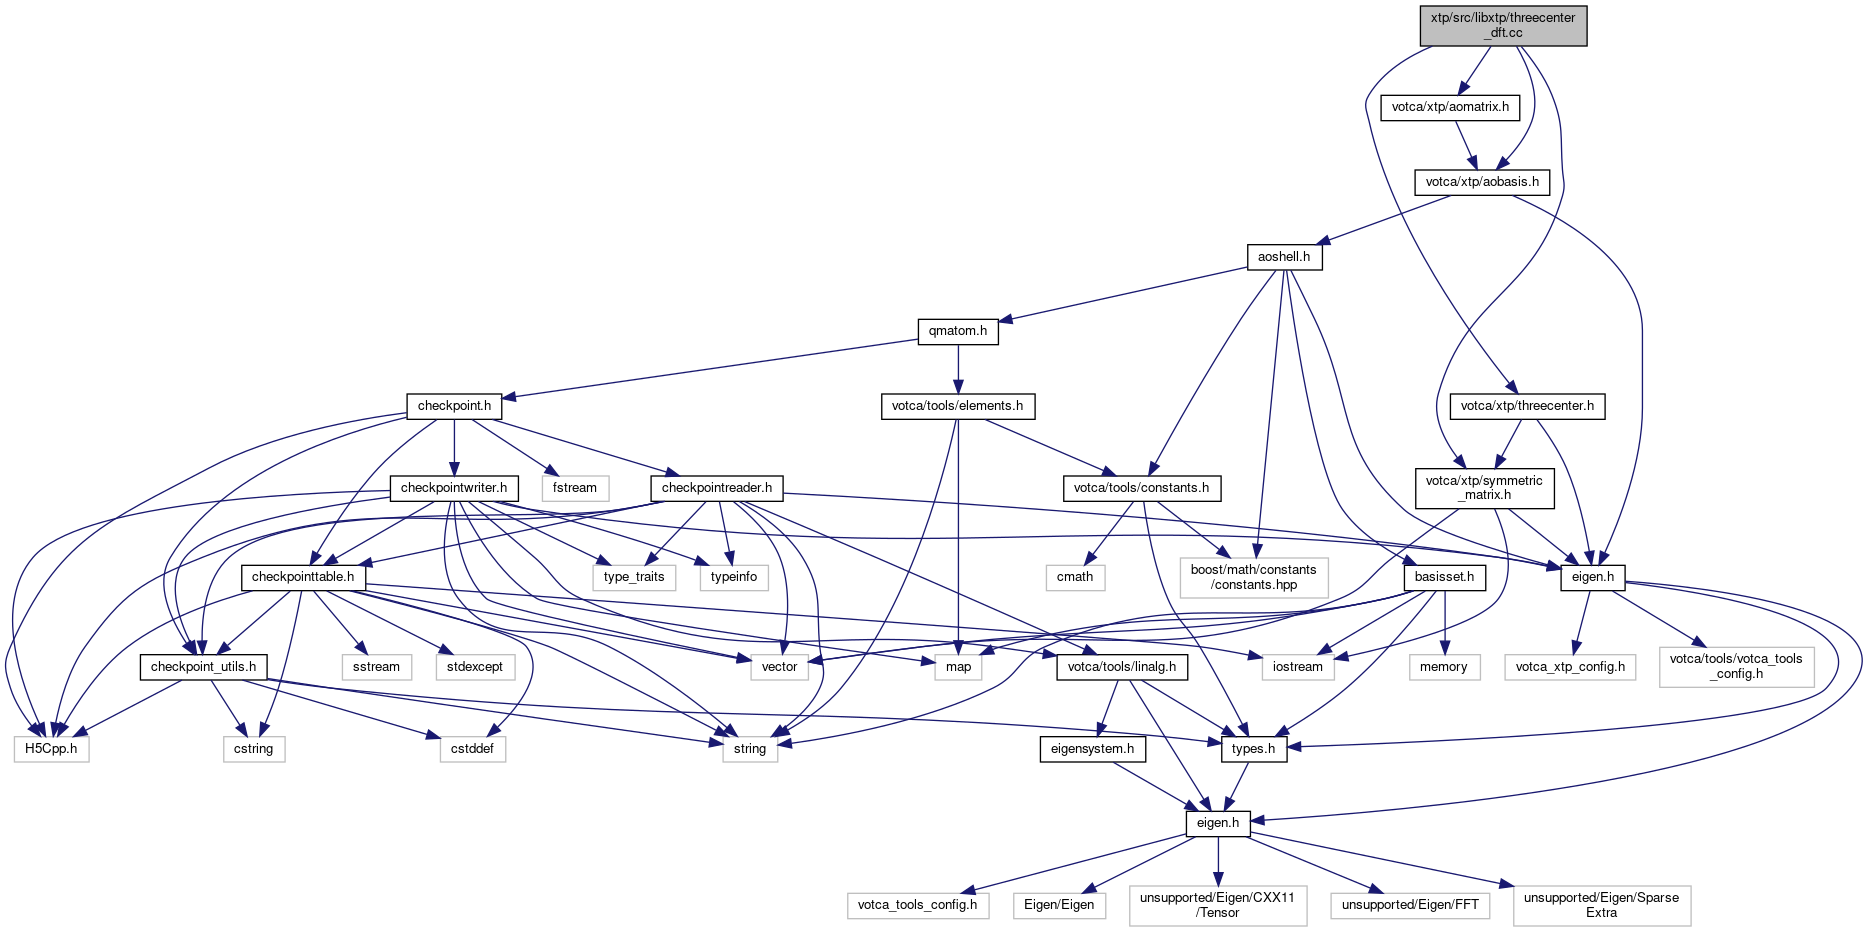 xtp/src/libxtp/threecenter
_dft.cc
votca/xtp/aomatrix.h
votca/xtp/aobasis.h
aoshell.h
qmatom.h
checkpoint.h
votca/tools/elements.h
votca/xtp/threecenter.h
checkpointwriter.h
fstream
checkpointreader.h
votca/tools/constants.h
votca/xtp/symmetric
_matrix.h
checkpointtable.h
type_traits
typeinfo
cmath
boost/math/constants
/constants.hpp
basisset.h
eigen.h
checkpoint_utils.h
sstream
stdexcept
vector
map
votca/tools/linalg.h
iostream
memory
votca_xtp_config.h
votca/tools/votca_tools
_config.h
H5Cpp.h
cstring
cstddef
string
eigensystem.h
types.h
eigen.h
votca_tools_config.h
Eigen/Eigen
unsupported/Eigen/CXX11
/Tensor
unsupported/Eigen/FFT
unsupported/Eigen/Sparse
Extra